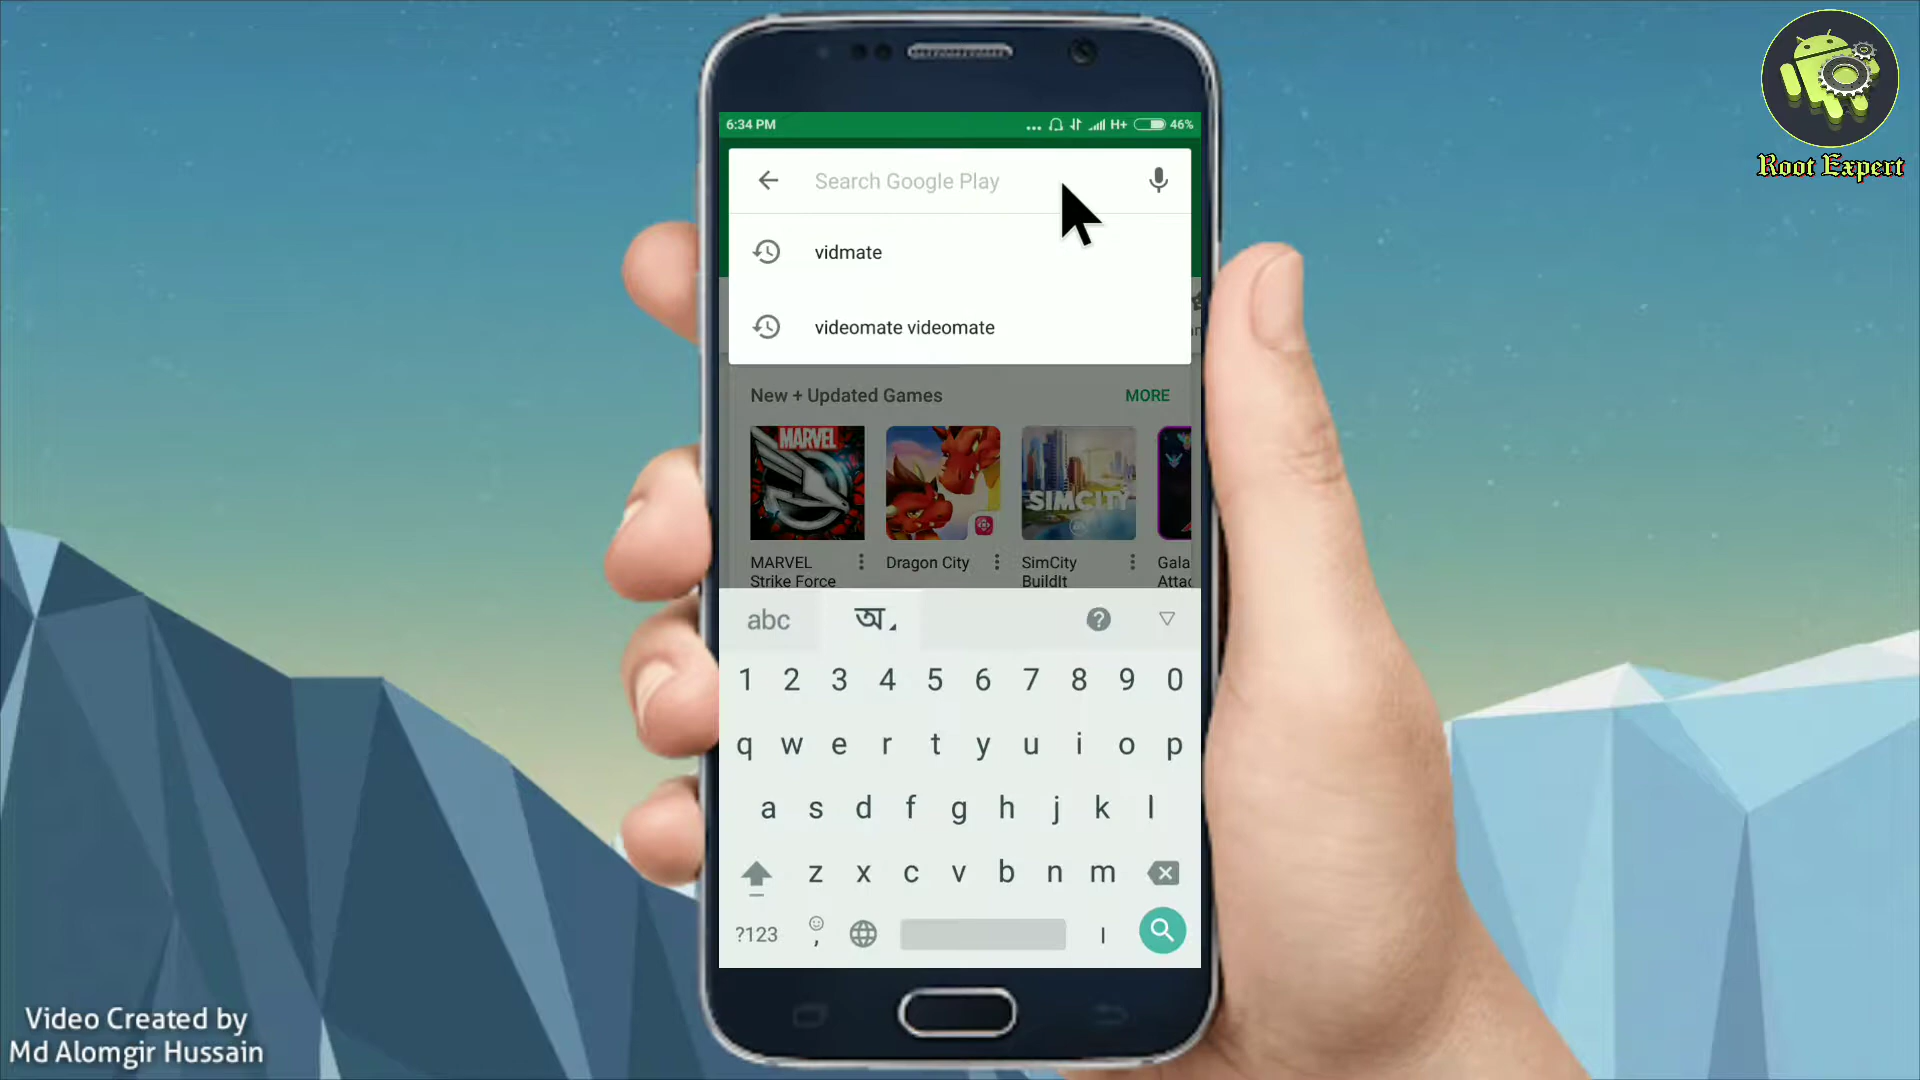 Root Expert
6:34 PM
... H+ 46%
Search Google Play
vidmate
videomate videomate
New + Updated Games
MORE
MARVEL
SIMCITY
MARVEL
Strike Force
Dragon City
SimCity
BuildIt
Gala
Attac
abc
অ
?
1 2 3 4 5 6 7 8 9 0
q w e r t y u i o p
a s d f g h j k l
z x c v b n m
?123 , ।
Video Created by
Md Alomgir Hussain